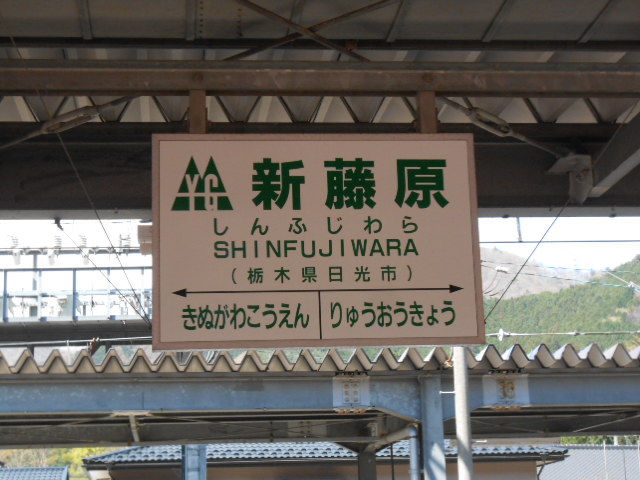 YG 新藤原
しんふじわら
SHINFUJIWARA
（栃木県日光市）
きぬがわこうえん りゅうおうきょう